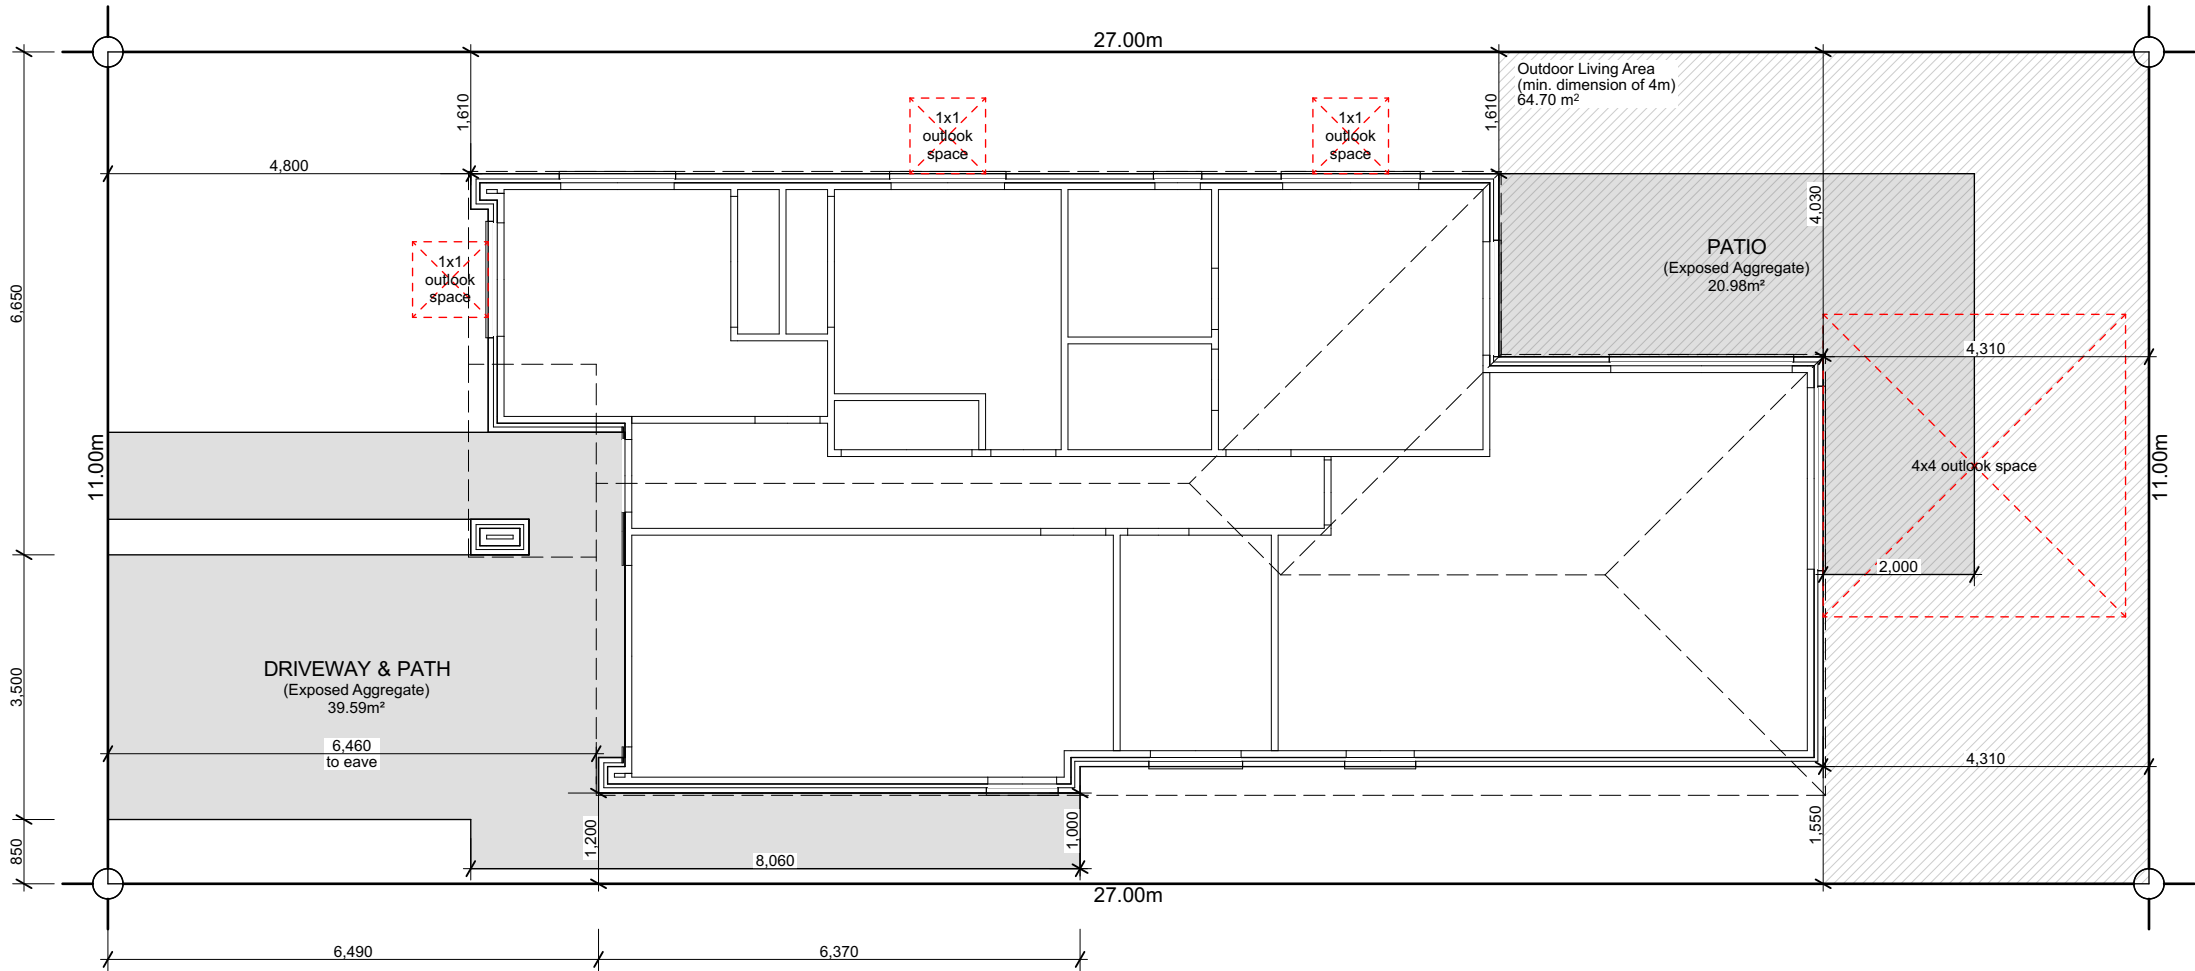 27.00m
Outdoor Living Area
(min. dimension of 4m)
64.70 m²
1,610
1,610
1x1
outlook
space
1x1
outlook
space
4,800
4,030
PATIO
(Exposed Aggregate)
20.98m²
1x1
outlook
space
6,650
4,310
11.00m
4x4 outlook space
11.00m
2,000
DRIVEWAY & PATH
(Exposed Aggregate)
39.59m²
3,500
6,460
to eave
4,310
850
1,200
1,000
1,550
8,060
27.00m
6,490
6,370